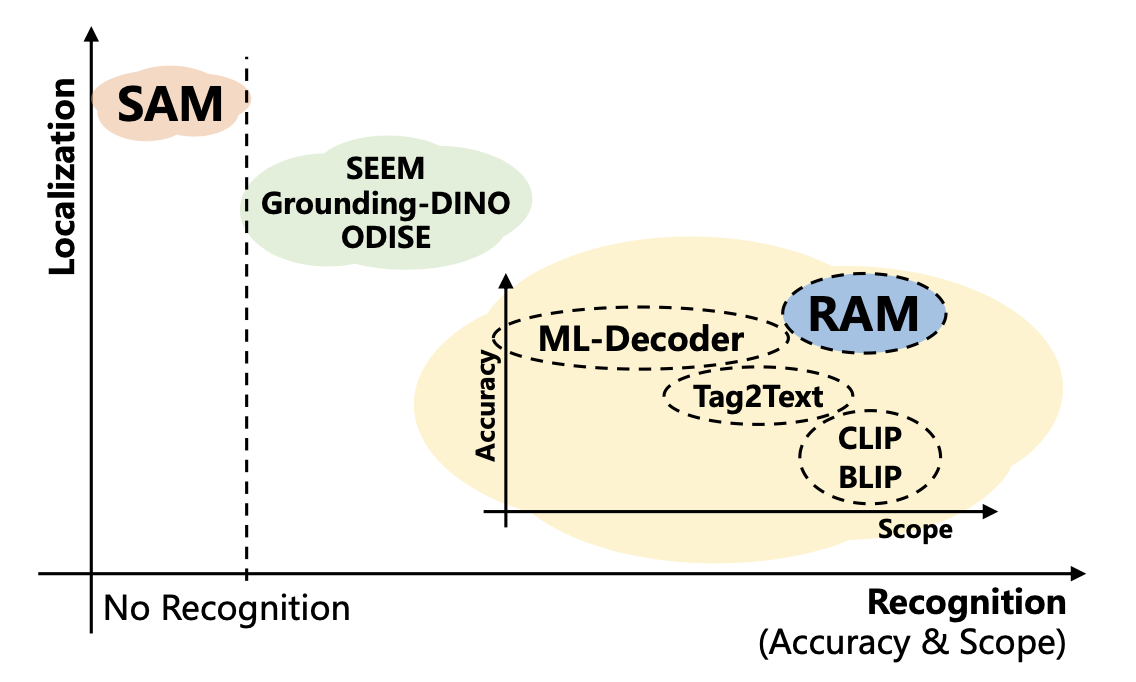 Localization
SAM
SEEM
Grounding-DINO
ODISE
RAM
ML-Decoder
Tag2Text
CLIP
BLIP
Accuracy
Scope
No Recognition
Recognition
(Accuracy & Scope)